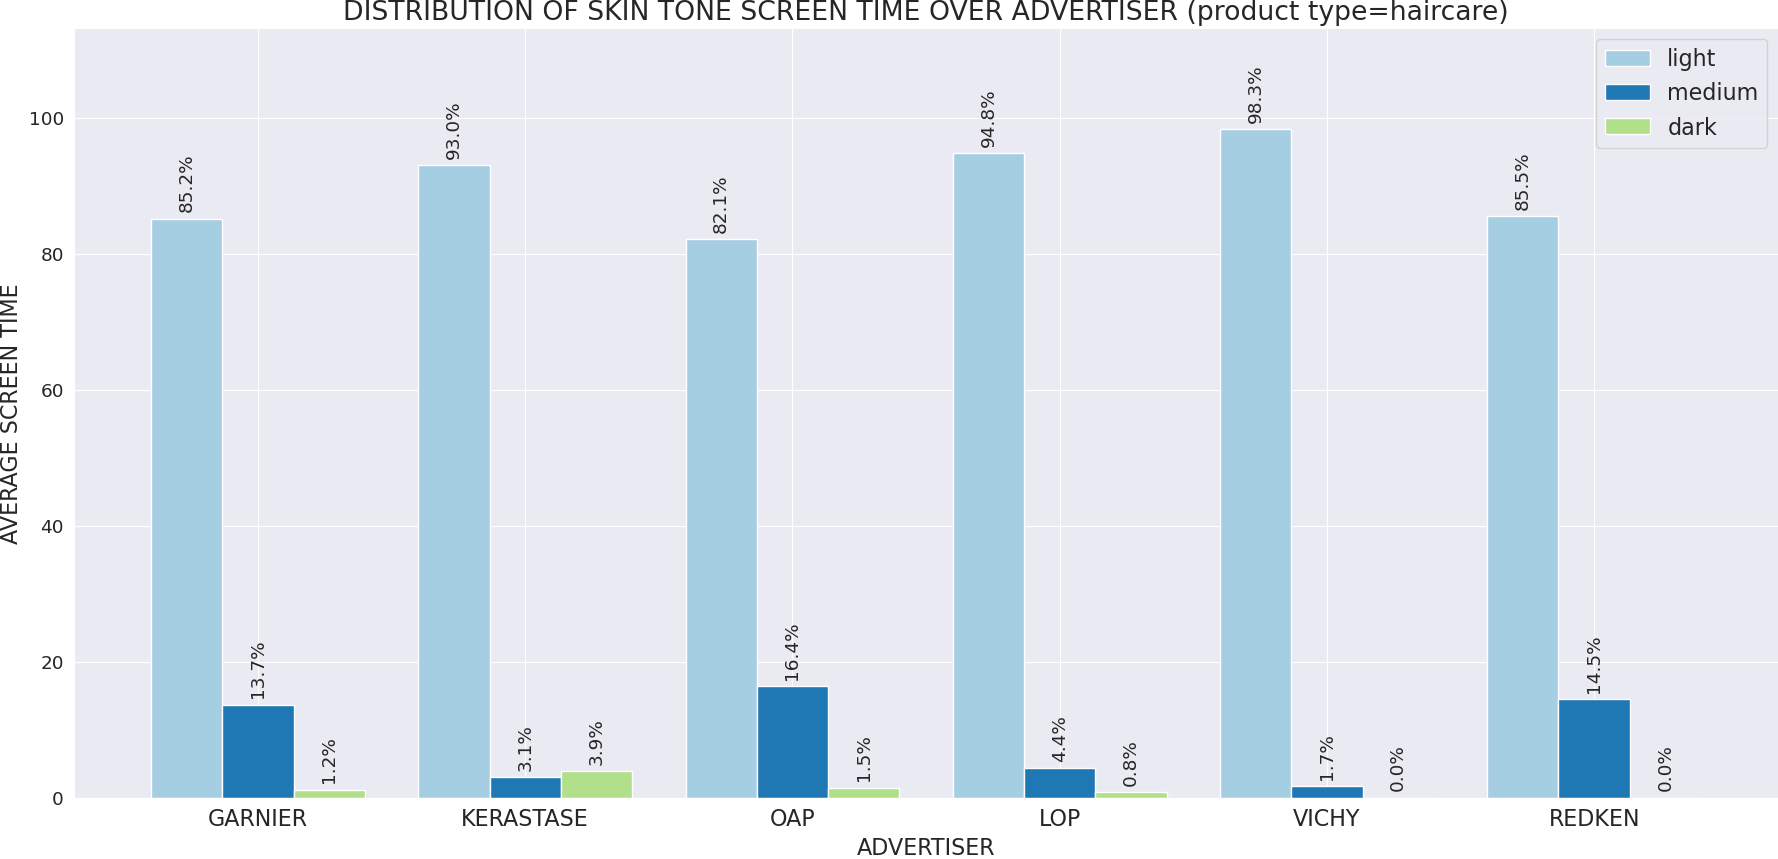 DISTRIBUTION OF SKIN TONE SCREEN TIME OVER ADVERTISER (product type=haircare)
light
medium
dark
AVERAGE SCREEN TIME
100
80
60
40
20
0
85.2%
13.7%
1.2%
93.0%
3.1%
3.9%
82.1%
16.4%
1.5%
94.8%
4.4%
0.8%
98.3%
1.7%
0.0%
85.5%
14.5%
0.0%
GARNIER
KERASTASE
OAP
LOP
VICHY
REDKEN
ADVERTISER